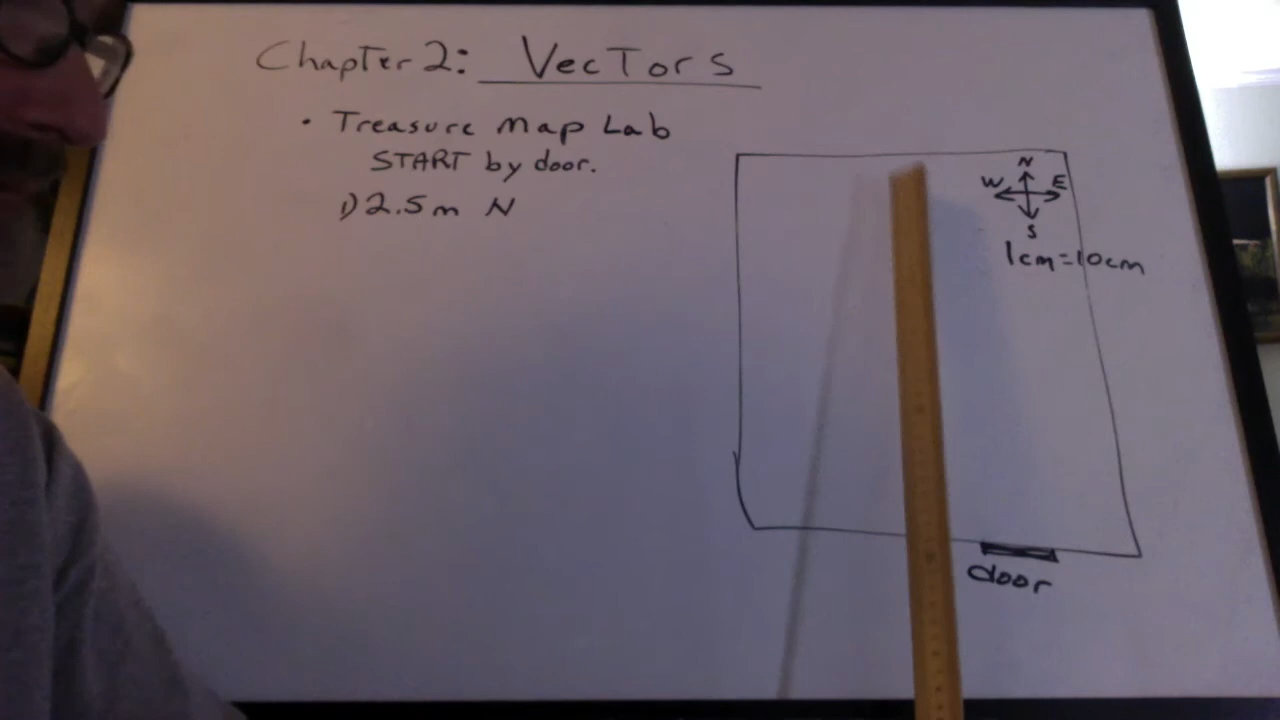 Chapter 2: Vectors
• Treasure Map Lab
START by door.
1) 2.5m N
N
W E
S
1cm=10cm
door